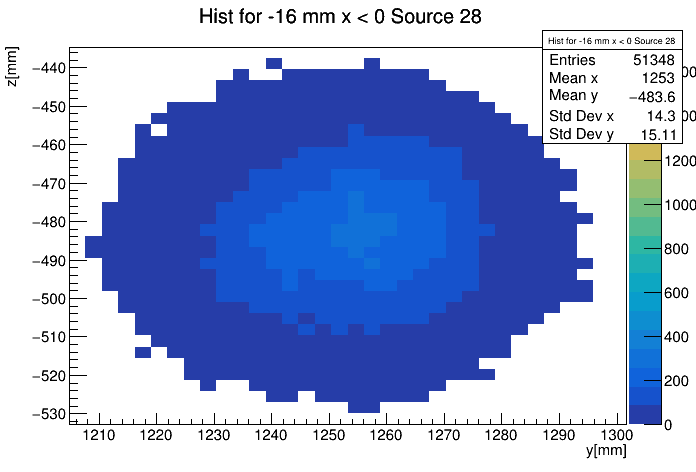 Hist for -16 mm x < 0 Source 28
z[mm]
Hist for -16 mm x < 0 Source 28
Entries 51348
Mean x 1253
Mean y −483.6
Std Dev x 14.3
Std Dev y 15.11
−440
−450
−460
−470
−480
−490
−500
−510
−520
−530
1210 1220 1230 1240 1250 1260 1270 1280 1290 1300
y[mm]
1200
1000
800
600
400
200
0